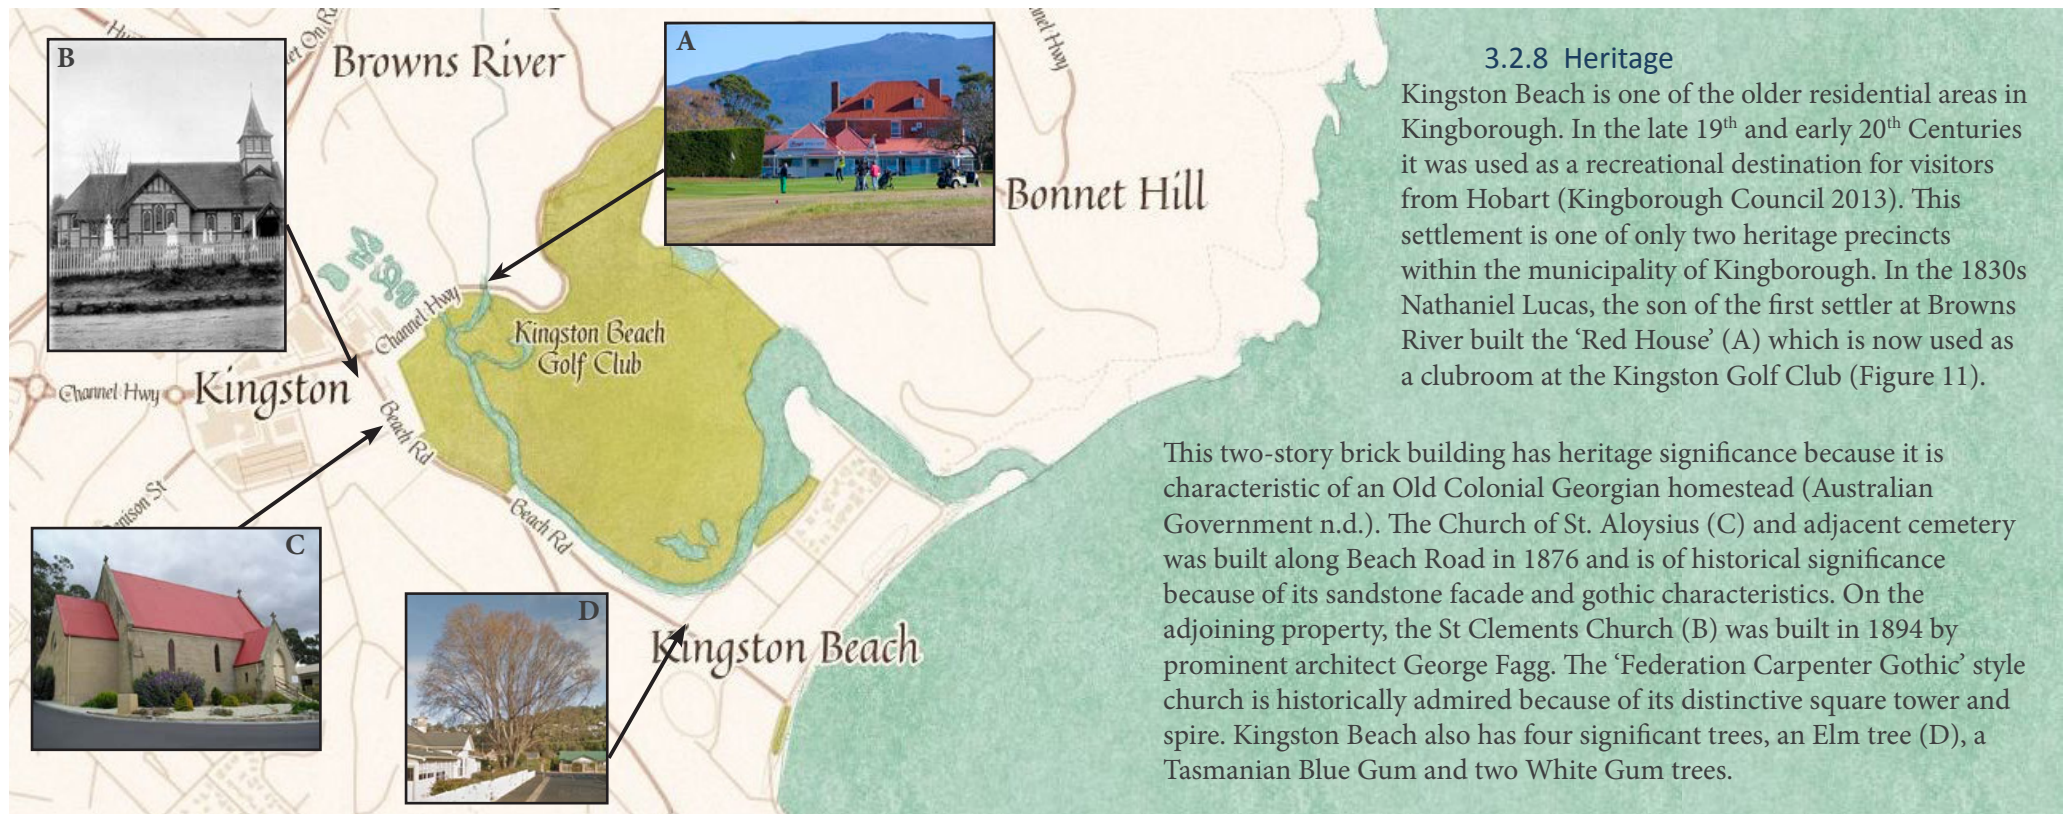 B
A
C
D
Browns River
Bonnet Hill
Channel Hwy
Kingston Beach
Golf Club
Channel Hwy
Kingston
Beach Rd
Beach Rd
Kingston Beach
3.2.8 Heritage
Kingston Beach is one of the older residential areas in
Kingborough. In the late 19th and early 20th Centuries
it was used as a recreational destination for visitors
from Hobart (Kingborough Council 2013). This
settlement is one of only two heritage precincts
within the municipality of Kingborough. In the 1830s
Nathaniel Lucas, the son of the first settler at Browns
River built the ‘Red House’ (A) which is now used as
a clubroom at the Kingston Golf Club (Figure 11).
This two-story brick building has heritage significance because it is
characteristic of an Old Colonial Georgian homestead (Australian
Government n.d.). The Church of St. Aloysius (C) and adjacent cemetery
was built along Beach Road in 1876 and is of historical significance
because of its sandstone facade and gothic characteristics. On the
adjoining property, the St Clements Church (B) was built in 1894 by
prominent architect George Fagg. The ‘Federation Carpenter Gothic’ style
church is historically admired because of its distinctive square tower and
spire. Kingston Beach also has four significant trees, an Elm tree (D), a
Tasmanian Blue Gum and two White Gum trees.